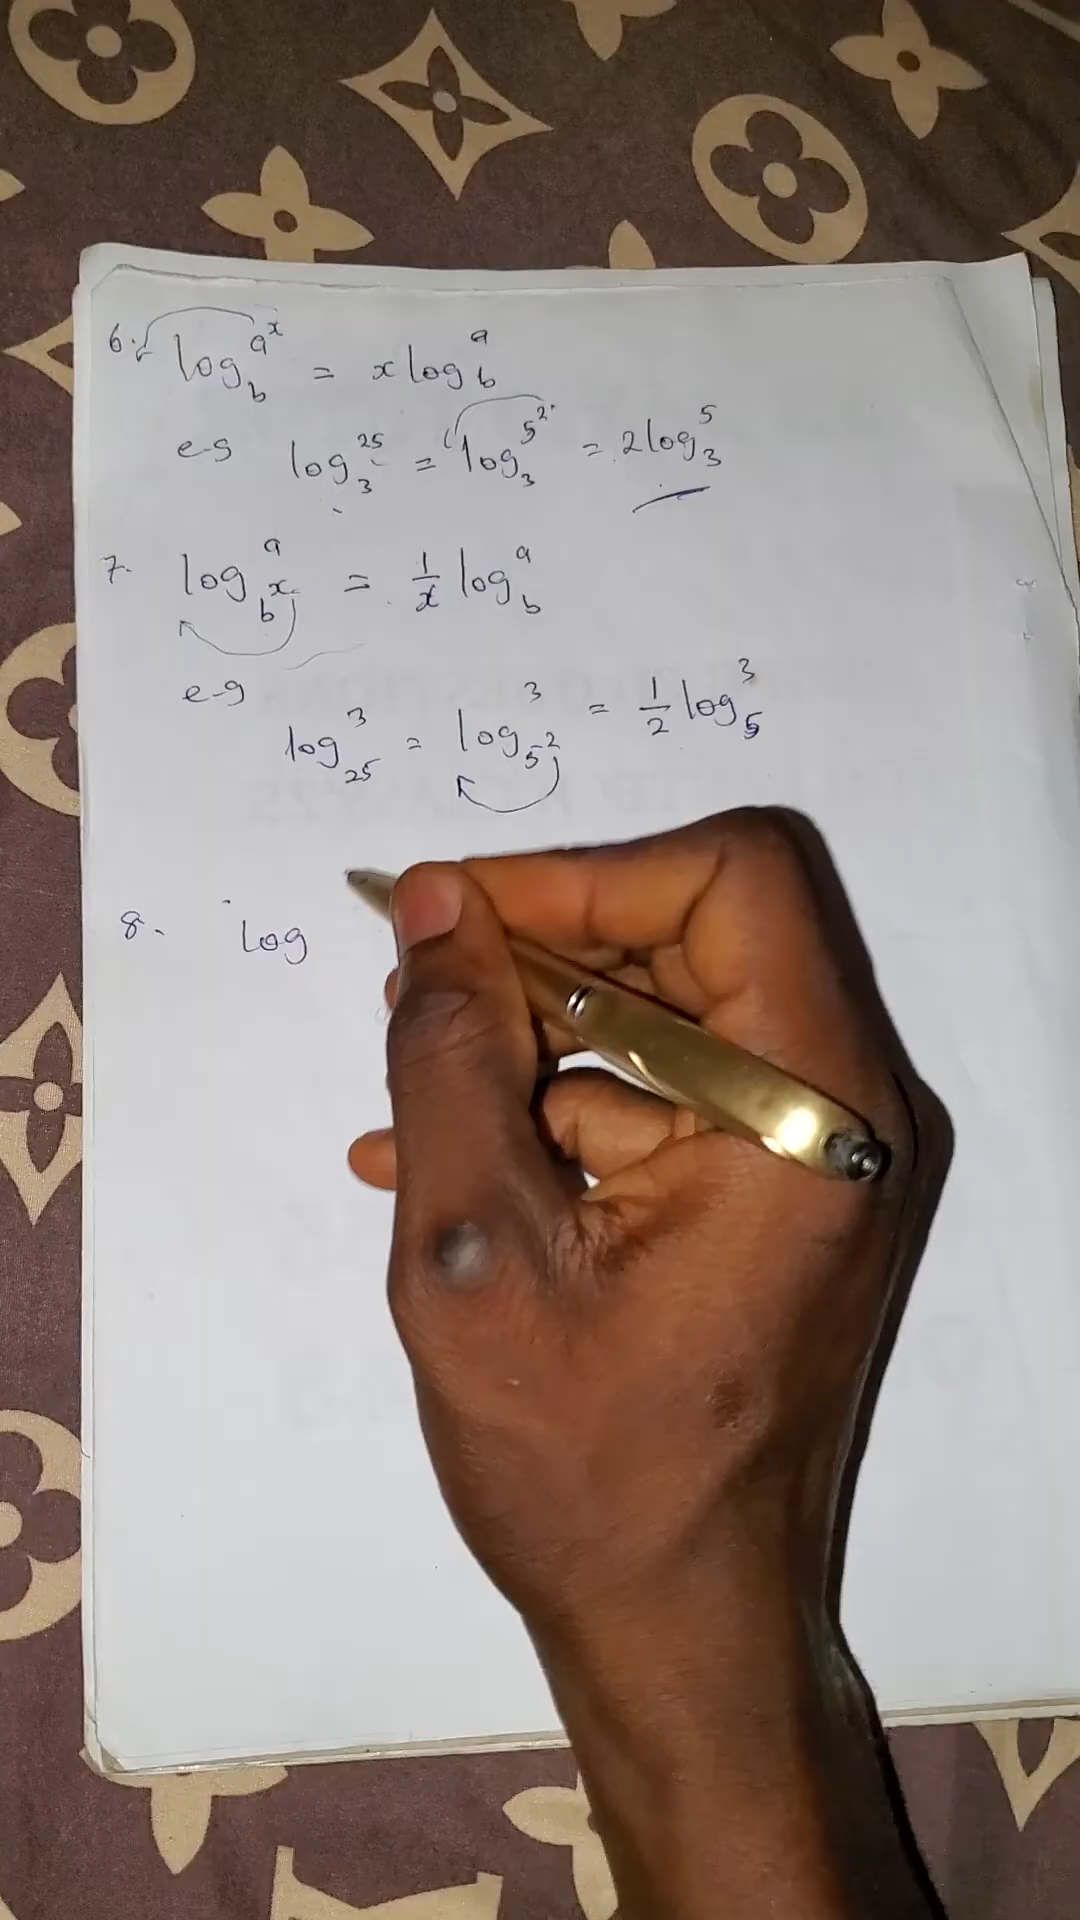 6. log_b a^x = x log_b a
e-g log_3 25 = log_3 5^2 = 2 log_3 5
7. log_{b^x} a = 1/x log_b a
e-g
log_25 3 = log_{5^2} 3 = 1/2 log_5 3
8. log